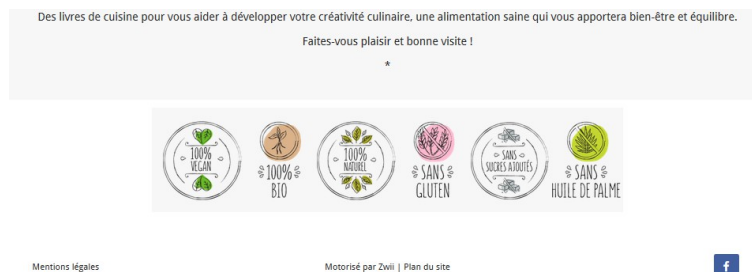 Des livres de cuisine pour vous aider à développer votre créativité culinaire, une alimentation saine qui vous apportera bien-être et équilibre.
Faites-vous plaisir et bonne visite !
*
100%
VEGAN
100%
BIO
100%
NATUREL
SANS
GLUTEN
SANS
SUCRES AJOUTÉS
SANS
HUILE DE PALME
Mentions légales
Motorisé par Zwii | Plan du site
f